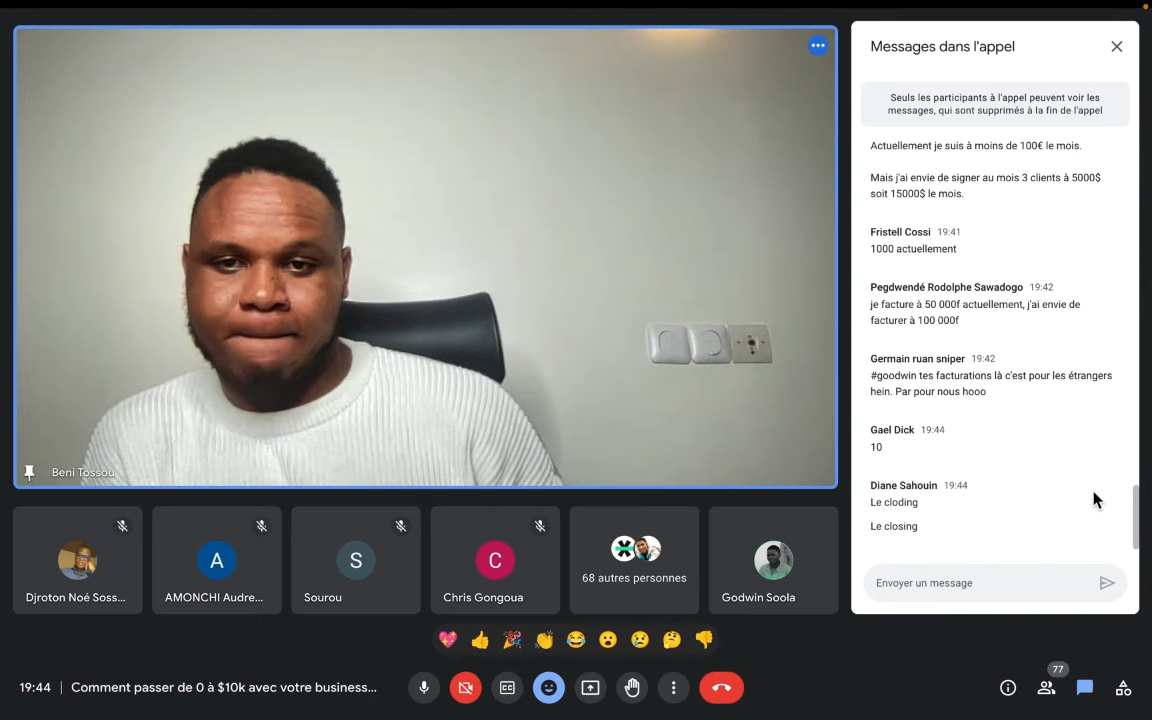 Messages dans l'appel
Seuls les participants à l'appel peuvent voir les
messages, qui sont supprimés à la fin de l'appel
Actuellement je suis à moins de 100€ le mois.
Mais j'ai envie de signer au mois 3 clients à 5000$
soit 15000$ le mois.
Fristell Cossi 19:41
1000 actuellement
Pegdwendé Rodolphe Sawadogo 19:42
je facture à 50 000f actuellement, j'ai envie de
facturer à 100 000f
Germain ruan sniper 19:42
#goodwin tes facturations là c'est pour les étrangers
hein. Par pour nous hooo
Gael Dick 19:44
10
Diane Sahouin 19:44
Le cloding
Le closing
Envoyer un message
Beni Tossou
Djroton Noé Soss...
A
AMONCHI Audre...
S
Sourou
C
Chris Gongoua
68 autres personnes
Godwin Soola
19:44 | Comment passer de 0 à $10k avec votre business...
77